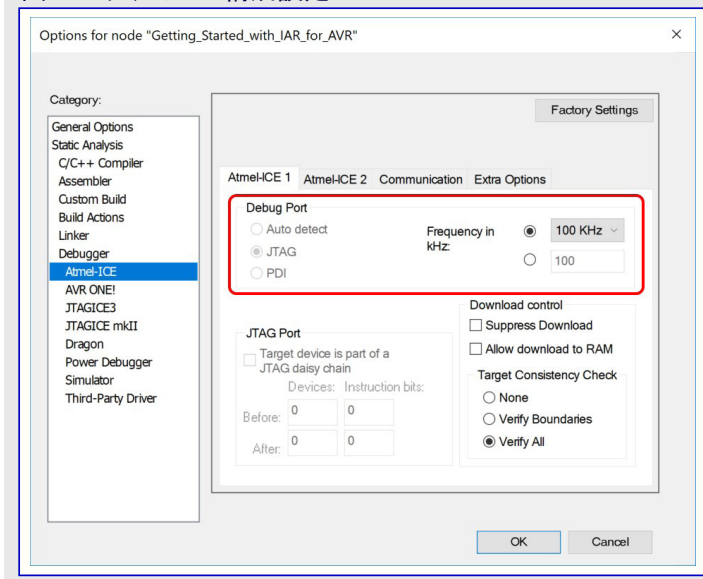 Options for node "Getting_Started_with_IAR_for_AVR"
Category:
Factory Settings
General Options
Static Analysis
C/C++ Compiler
Assembler
Custom Build
Build Actions
Linker
Debugger
Atmel-ICE
AVR ONE!
JTAGICE3
JTAGICE mkII
Dragon
Power Debugger
Simulator
Third-Party Driver
Atmel-ICE 1 Atmel-ICE 2 Communication Extra Options
Debug Port
Auto detect
JTAG
PDI
Frequency in
kHz:
100 KHz
100
JTAG Port
Target device is part of a
JTAG daisy chain
Devices: Instruction bits:
Before: 0 0
After: 0 0
Download control
Suppress Download
Allow download to RAM
Target Consistency Check
None
Verify Boundaries
Verify All
OK Cancel